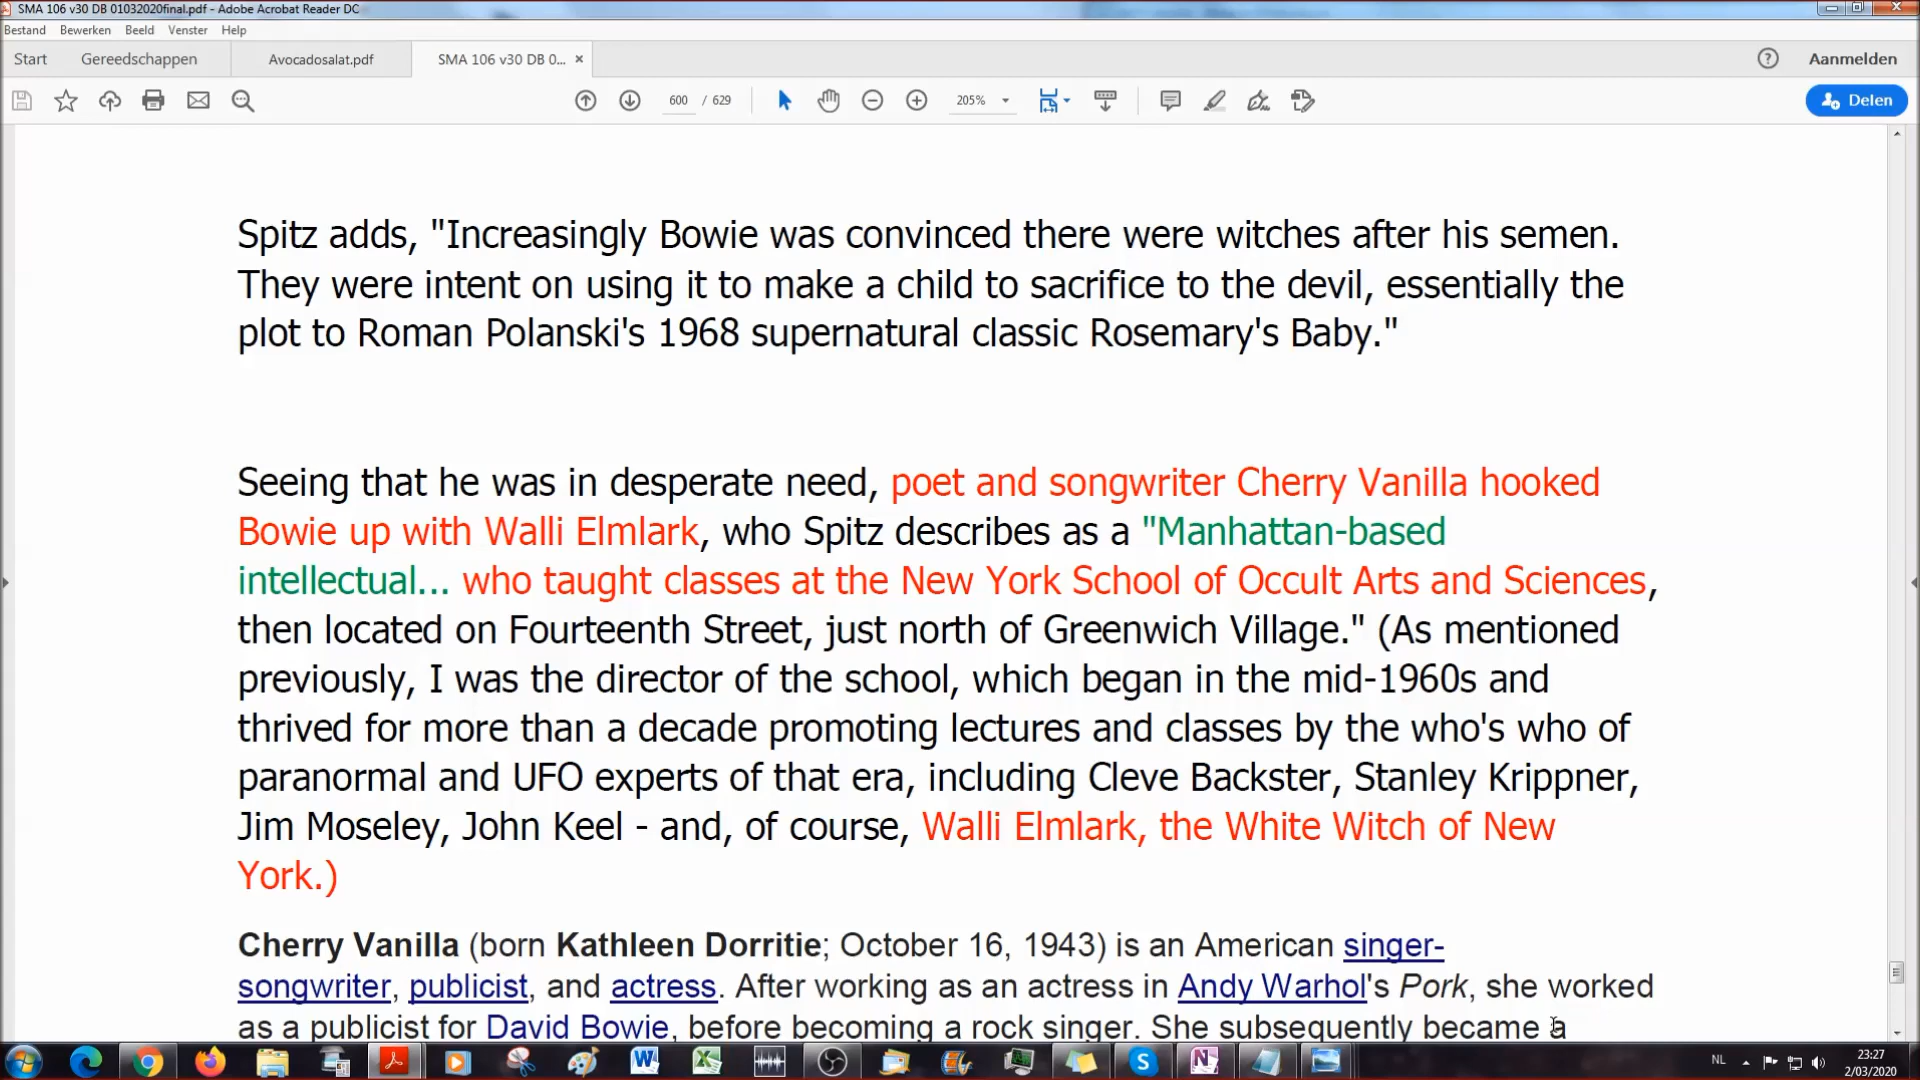 SMA 106 v30 DB 01032020final.pdf - Adobe Acrobat Reader DC
Bestand Bewerken Beeld Venster Help
Start Gereedschappen Avocadosalat.pdf SMA 106 v30 DB 0... × Aanmelden
600 / 629 205% Delen
Spitz adds, "Increasingly Bowie was convinced there were witches after his semen.
They were intent on using it to make a child to sacrifice to the devil, essentially the
plot to Roman Polanski's 1968 supernatural classic Rosemary's Baby."
Seeing that he was in desperate need, poet and songwriter Cherry Vanilla hooked
Bowie up with Walli Elmlark, who Spitz describes as a "Manhattan-based
intellectual... who taught classes at the New York School of Occult Arts and Sciences,
then located on Fourteenth Street, just north of Greenwich Village." (As mentioned
previously, I was the director of the school, which began in the mid-1960s and
thrived for more than a decade promoting lectures and classes by the who's who of
paranormal and UFO experts of that era, including Cleve Backster, Stanley Krippner,
Jim Moseley, John Keel - and, of course, Walli Elmlark, the White Witch of New
York.)
Cherry Vanilla (born Kathleen Dorritie; October 16, 1943) is an American singer-
songwriter, publicist, and actress. After working as an actress in Andy Warhol's Pork, she worked
as a publicist for David Bowie, before becoming a rock singer. She subsequently became a
NL 23:27
2/03/2020